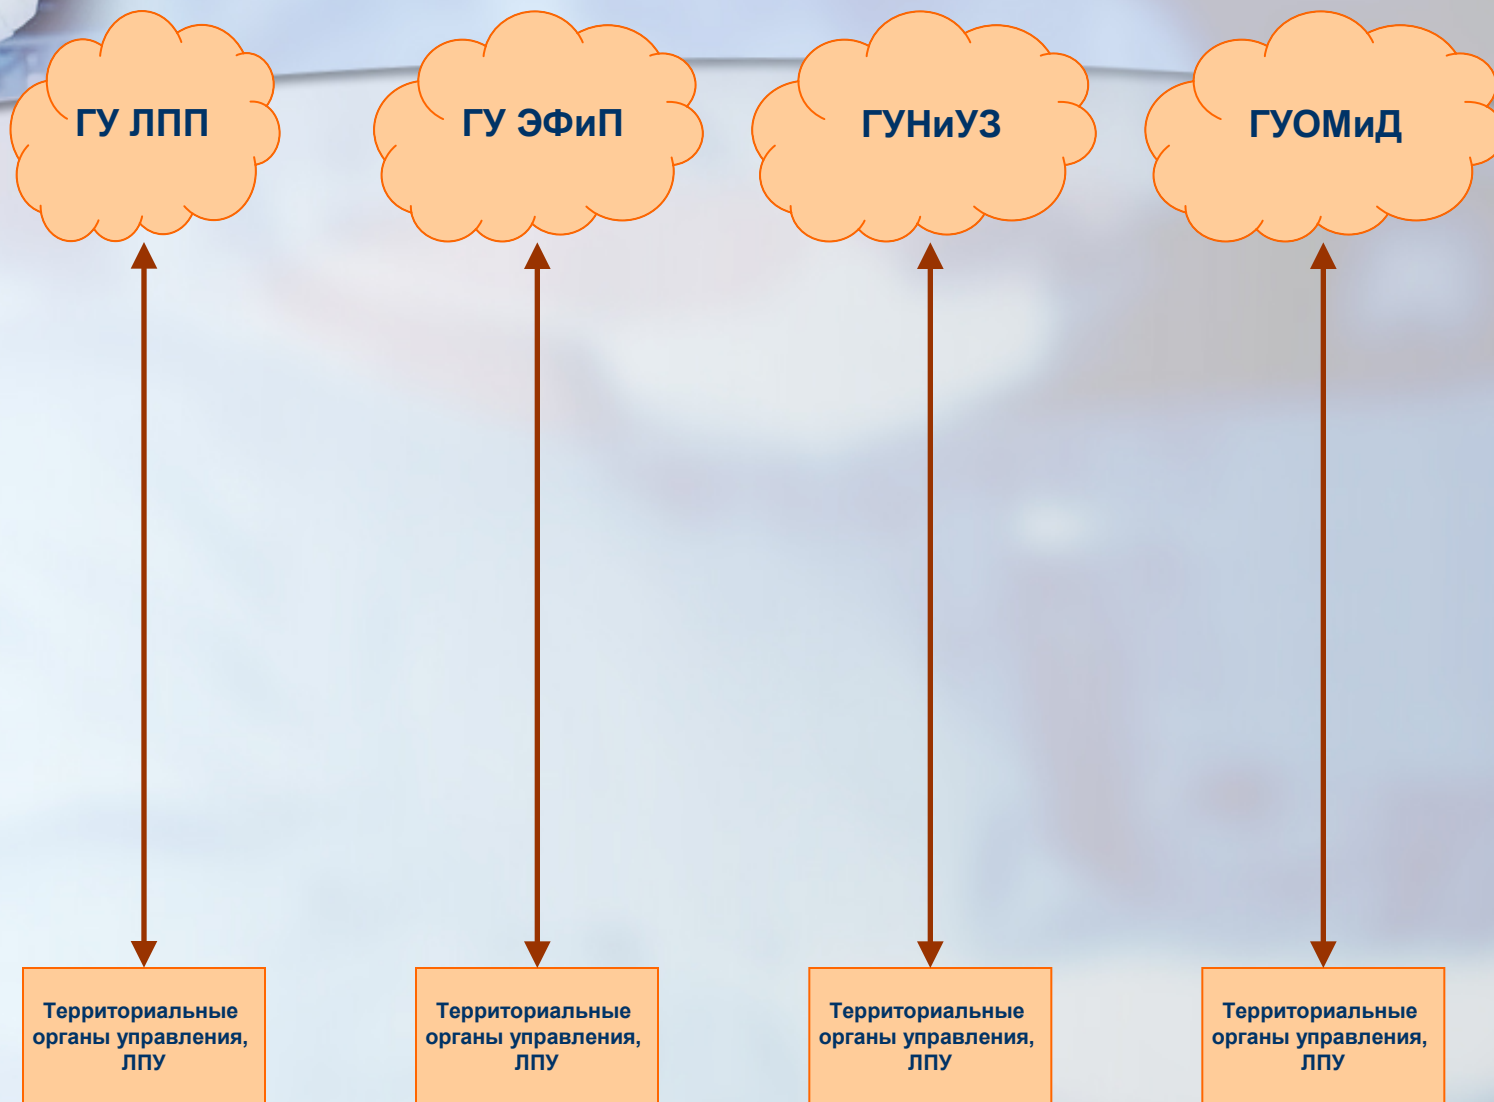 ГУ ЛПП
ГУ ЭФиП
ГУНиУЗ
ГУОМиД
Территориальные
органы управления,
ЛПУ
Территориальные
органы управления,
ЛПУ
Территориальные
органы управления,
ЛПУ
Территориальные
органы управления,
ЛПУ